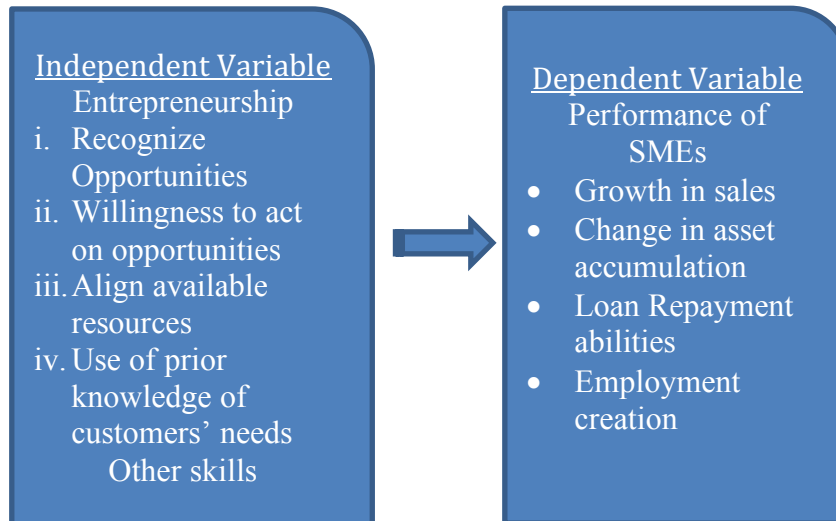 Independent Variable
Entrepreneurship
i. Recognize
Opportunities
ii. Willingness to act
on opportunities
iii. Align available
resources
iv. Use of prior
knowledge of
customers’ needs
Other skills
Dependent Variable
Performance of
SMEs
• Growth in sales
• Change in asset
accumulation
• Loan Repayment
abilities
• Employment
creation